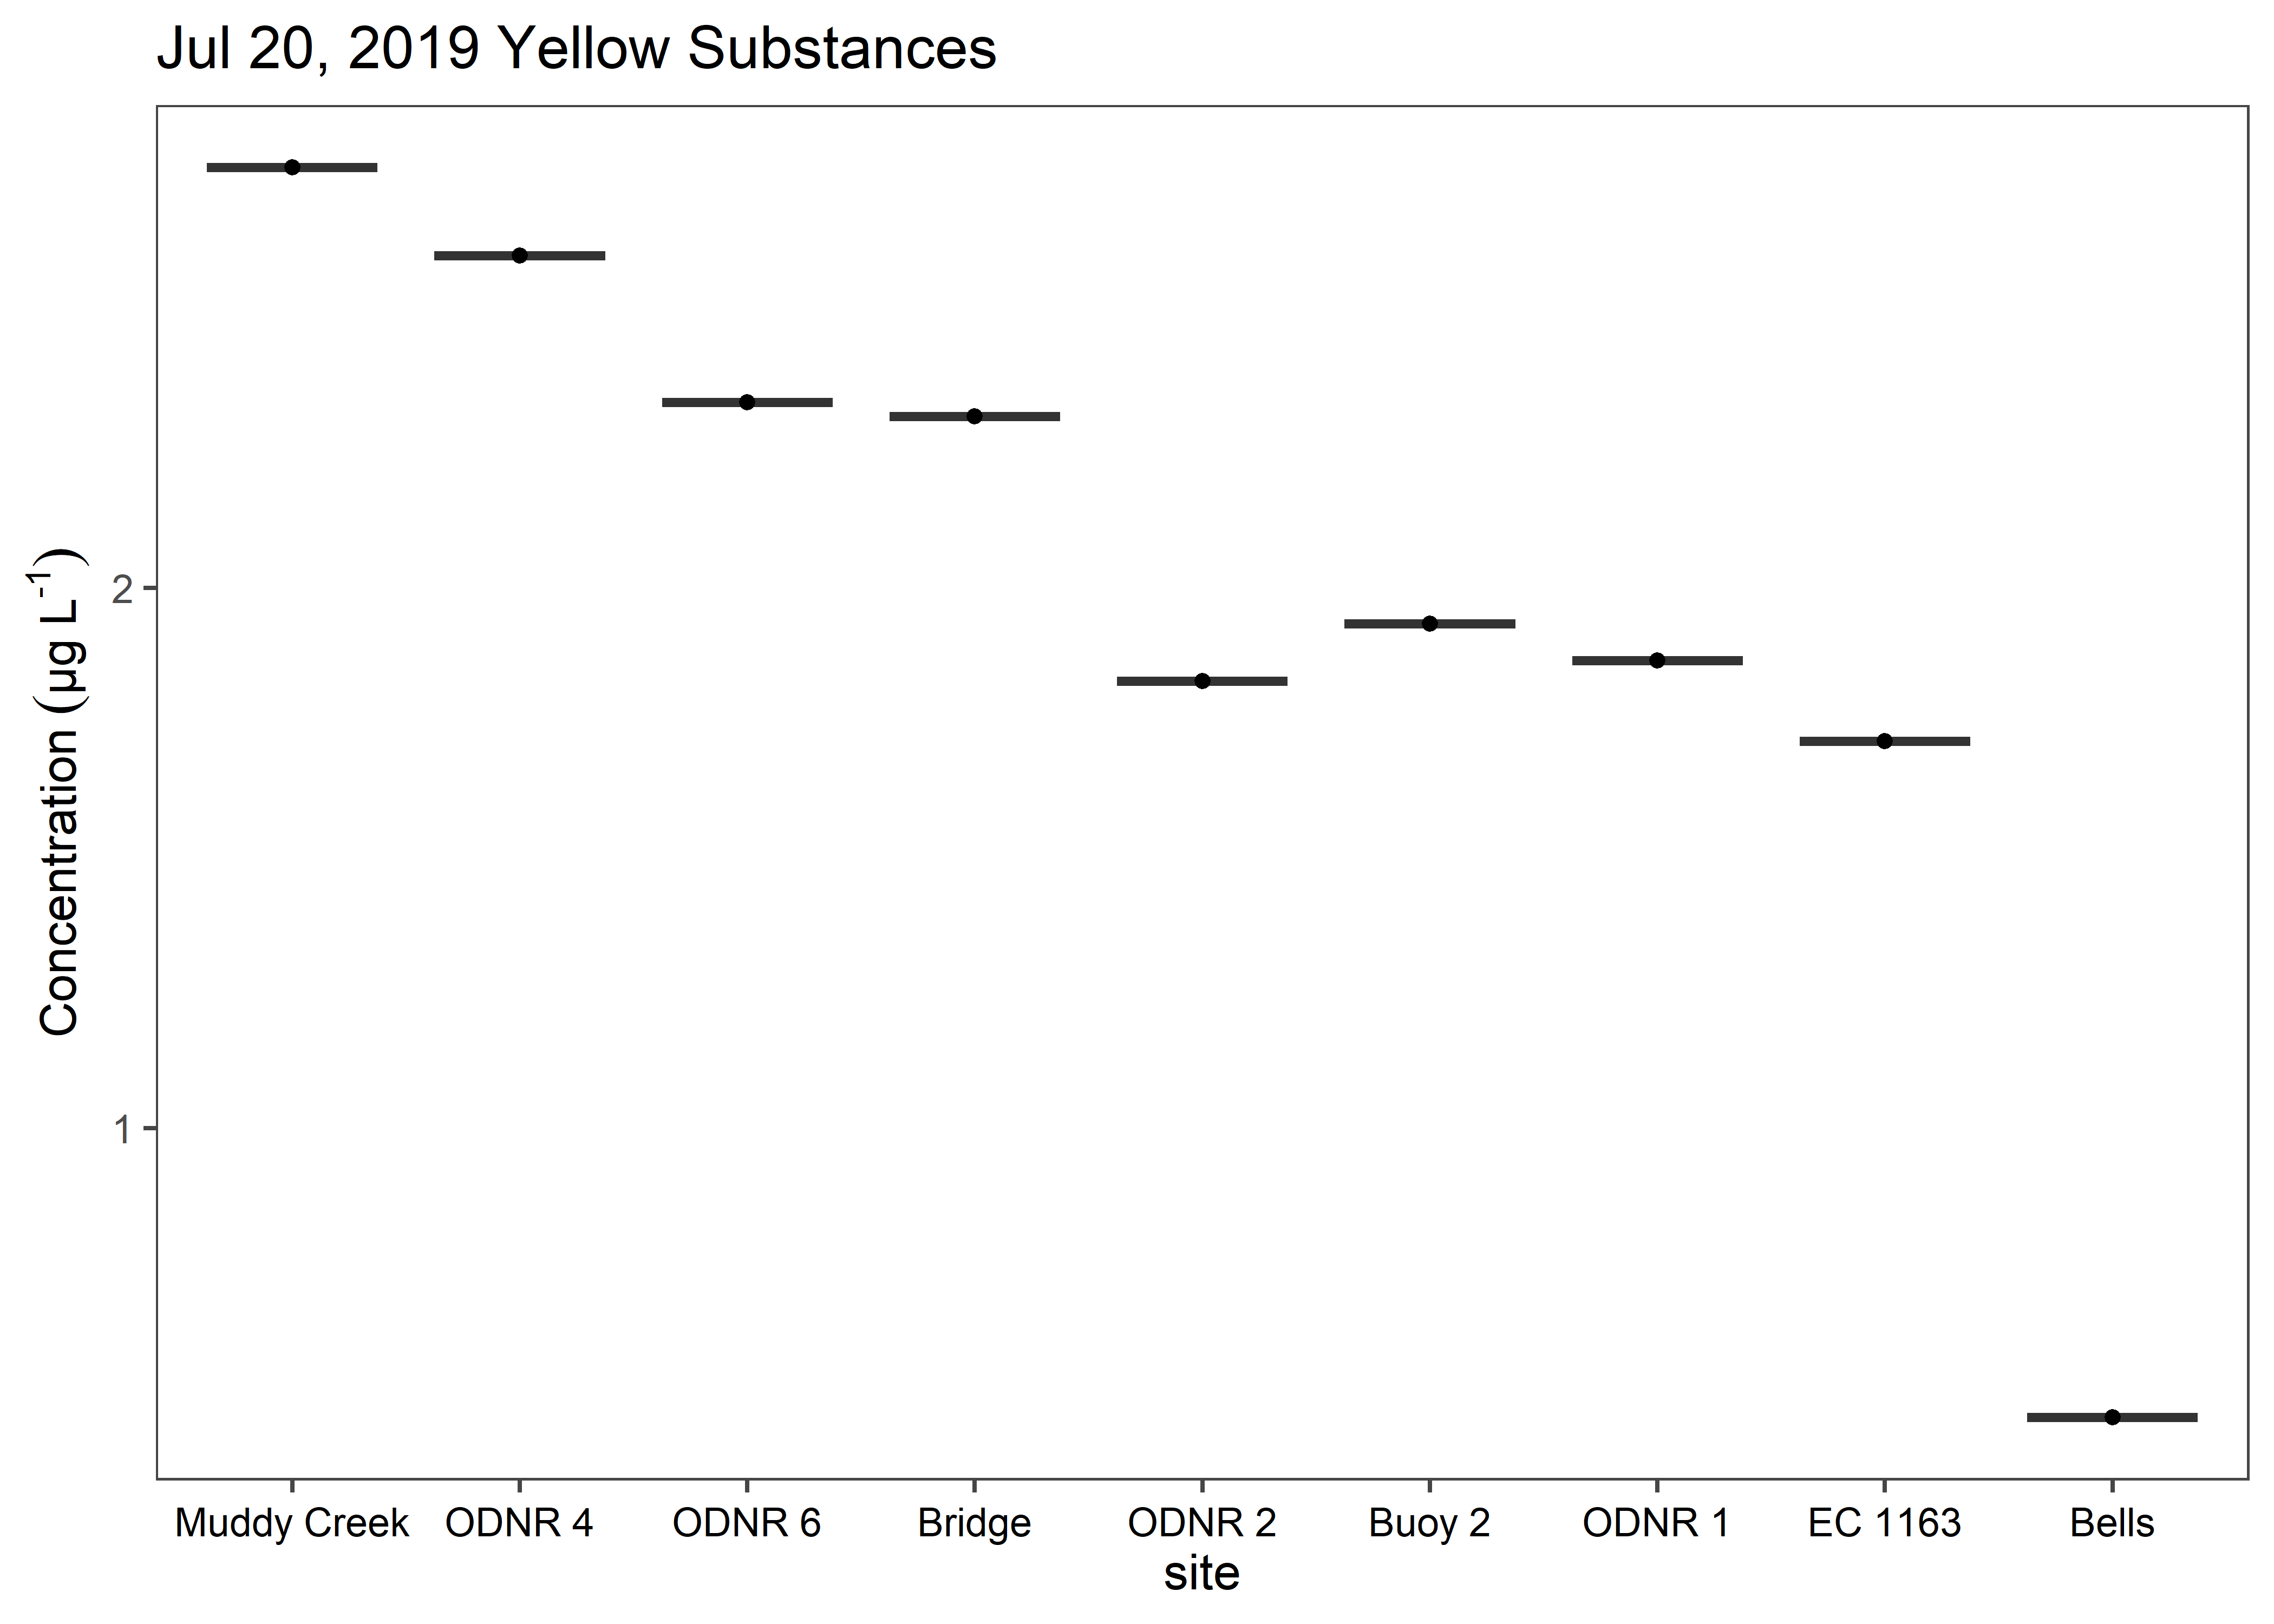 Jul 20, 2019 Yellow Substances
Concentration (µg L⁻¹)
2
1
Muddy Creek ODNR 4 ODNR 6 Bridge ODNR 2 Buoy 2 ODNR 1 EC 1163 Bells
site